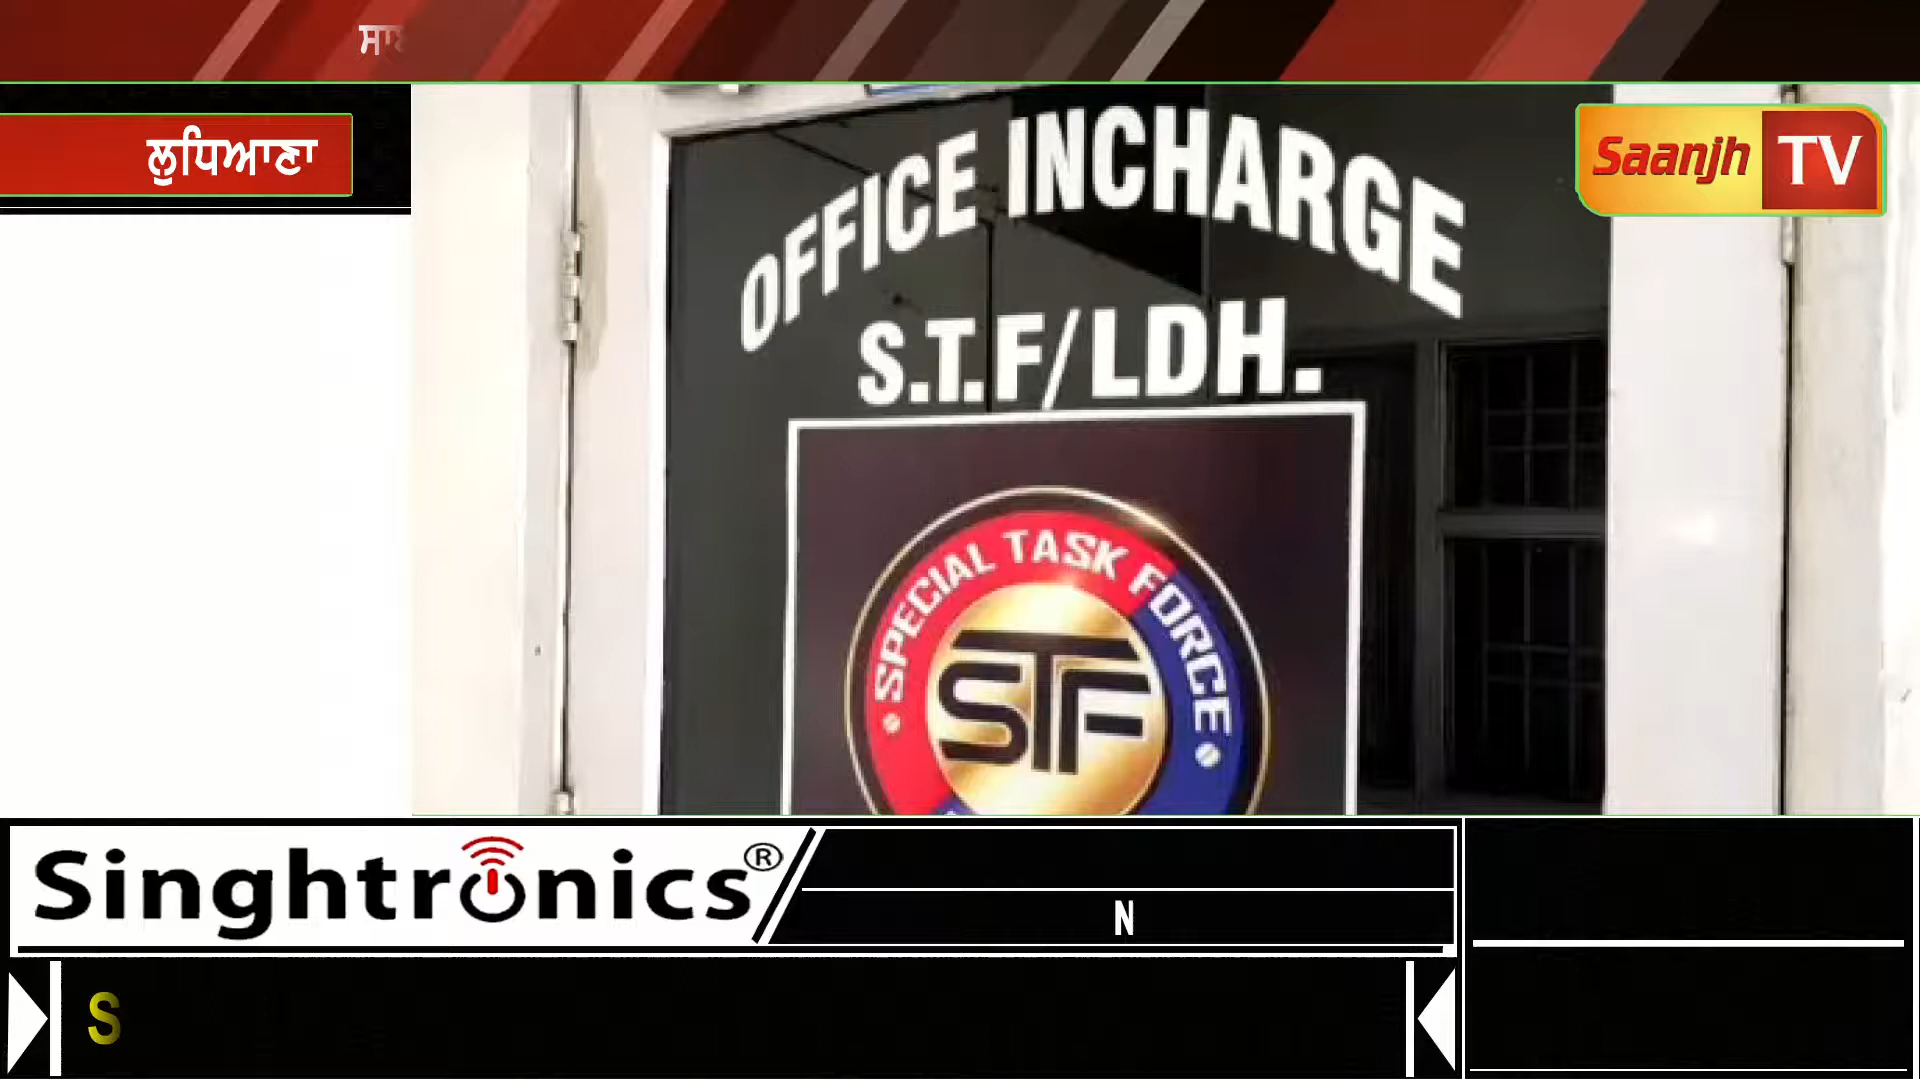 ਲੁਧਿਆਣਾ
Saanjh TV
OFFICE INCHARGE
S.T.F/LDH.
SPECIAL TASK FORCE
STF
Singhtronics®
N
S